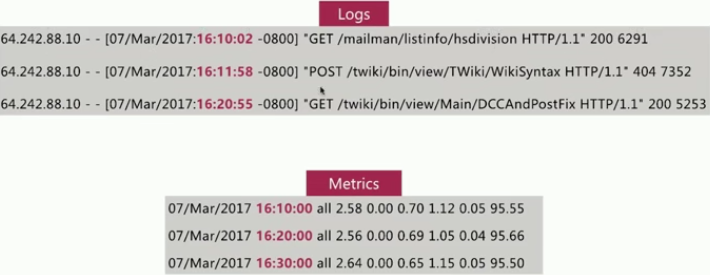 Logs
64.242.88.10 - - [07/Mar/2017:16:10:02 -0800] "GET /mailman/listinfo/hsdivision HTTP/1.1" 200 6291
64.242.88.10 - - [07/Mar/2017:16:11:58 -0800] "POST /twiki/bin/view/TWiki/WikiSyntax HTTP/1.1" 404 7352
64.242.88.10 - - [07/Mar/2017:16:20:55 -0800] "GET /twiki/bin/view/Main/DCCAndPostFix HTTP/1.1" 200 5253
Metrics
07/Mar/2017 16:10:00 all 2.58 0.00 0.70 1.12 0.05 95.55
07/Mar/2017 16:20:00 all 2.56 0.00 0.69 1.05 0.04 95.66
07/Mar/2017 16:30:00 all 2.64 0.00 0.65 1.15 0.05 95.50